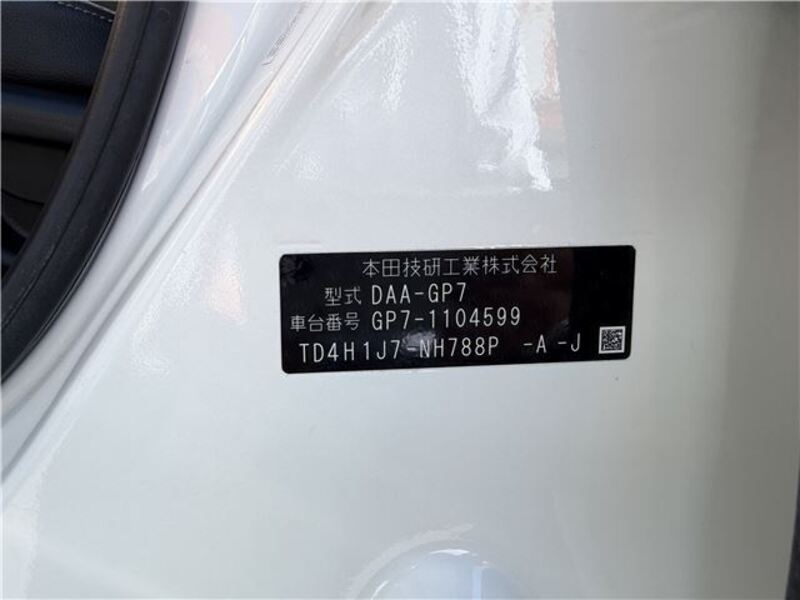 本田技研工業株式会社
型式 DAA-GP7
車台番号 GP7-1104599
TD4H1J7-NH788P -A-J